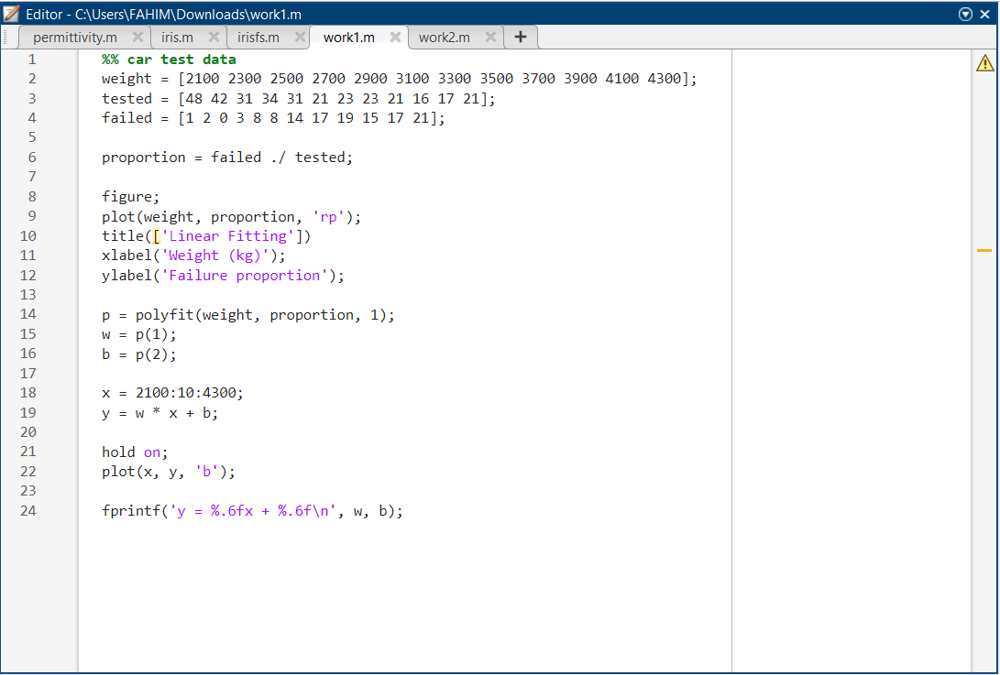 Editor - C:\Users\FAHIM\Downloads\work1.m
permittivity.m iris.m irisfs.m work1.m work2.m +
1 %% car test data
2 weight = [2100 2300 2500 2700 2900 3100 3300 3500 3700 3900 4100 4300];
3 tested = [48 42 31 34 31 21 23 23 21 16 17 21];
4 failed = [1 2 0 3 8 8 14 17 19 15 17 21];
5
6 proportion = failed ./ tested;
7
8 figure;
9 plot(weight, proportion, 'rp');
10 title(['Linear Fitting'])
11 xlabel('Weight (kg)');
12 ylabel('Failure proportion');
13
14 p = polyfit(weight, proportion, 1);
15 w = p(1);
16 b = p(2);
17
18 x = 2100:10:4300;
19 y = w * x + b;
20
21 hold on;
22 plot(x, y, 'b');
23
24 fprintf('y = %.6fx + %.6f\n', w, b);